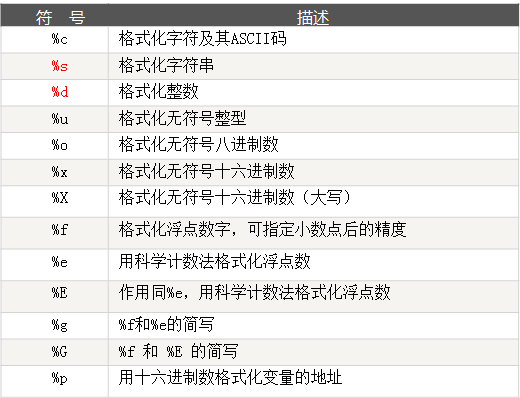 符 号 描述
%c 格式化字符及其ASCII码
%s 格式化字符串
%d 格式化整数
%u 格式化无符号整型
%o 格式化无符号八进制数
%x 格式化无符号十六进制数
%X 格式化无符号十六进制数（大写）
%f 格式化浮点数字，可指定小数点后的精度
%e 用科学计数法格式化浮点数
%E 作用同%e，用科学计数法格式化浮点数
%g %f和%e的简写
%G %f 和 %E 的简写
%p 用十六进制数格式化变量的地址